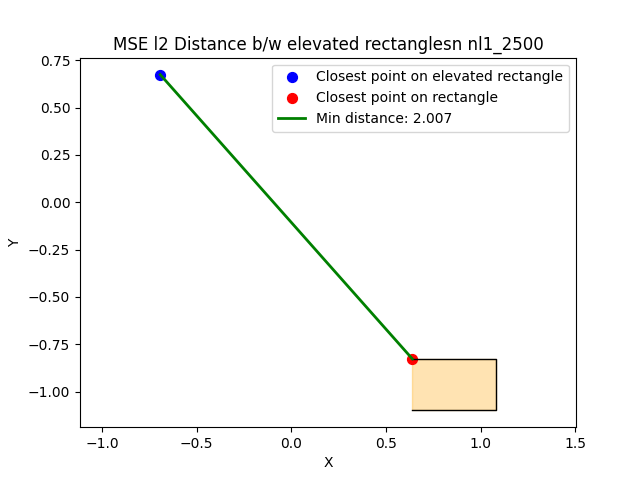 MSE l2 Distance b/w elevated rectanglesn nl1_2500
Closest point on elevated rectangle
Closest point on rectangle
Min distance: 2.007
0.75
0.50
0.25
0.00
−0.25
−0.50
−0.75
−1.00
Y
−1.0
−0.5
0.0
0.5
1.0
1.5
X